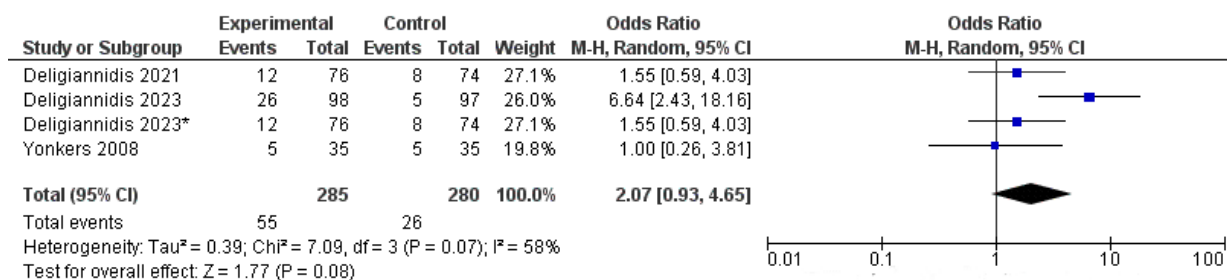 Experimental Control Odds Ratio Odds Ratio
Study or Subgroup Events Total Events Total Weight M-H, Random, 95% CI M-H, Random, 95% CI
Deligiannidis 2021 12 76 8 74 27.1% 1.55 [0.59, 4.03]
Deligiannidis 2023 26 98 5 97 26.0% 6.64 [2.43, 18.16]
Deligiannidis 2023* 12 76 8 74 27.1% 1.55 [0.59, 4.03]
Yonkers 2008 5 35 5 35 19.8% 1.00 [0.26, 3.81]
Total (95% CI) 285 280 100.0% 2.07 [0.93, 4.65]
Total events 55 26
Heterogeneity: Tau² = 0.39; Chi² = 7.09, df = 3 (P = 0.07); I² = 58%
Test for overall effect: Z = 1.77 (P = 0.08)
0.01 0.1 1 10 100